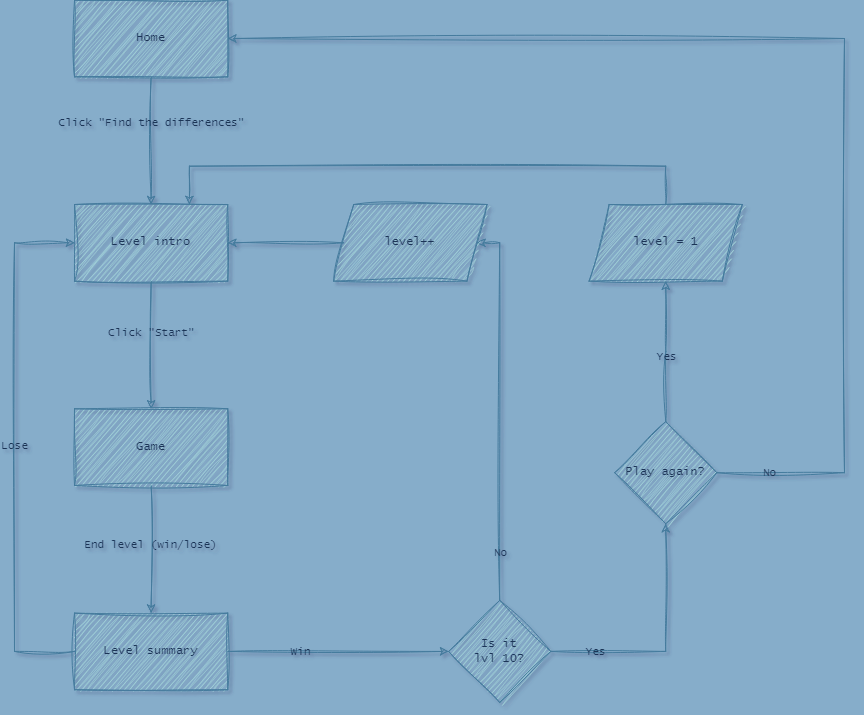 Home
Click "Find the differences"
Level intro
level++
level = 1
Click "Start"
Yes
Lose
Game
Play again?
No
End level (win/lose)
No
Level summary
Win
Is it
lvl 10?
Yes